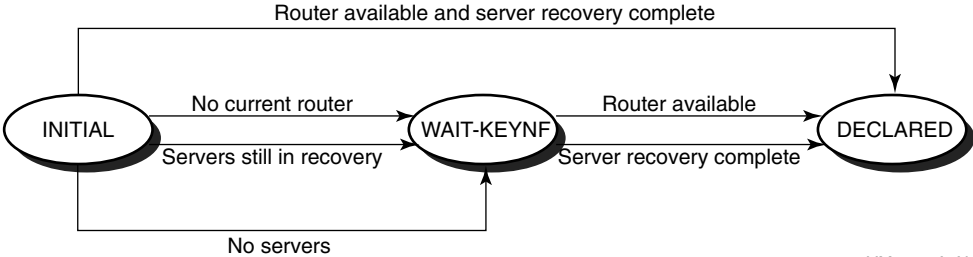 Router available and server recovery complete
No current router
Router available
INITIAL
WAIT-KEYNF
DECLARED
Servers still in recovery
Server recovery complete
No servers